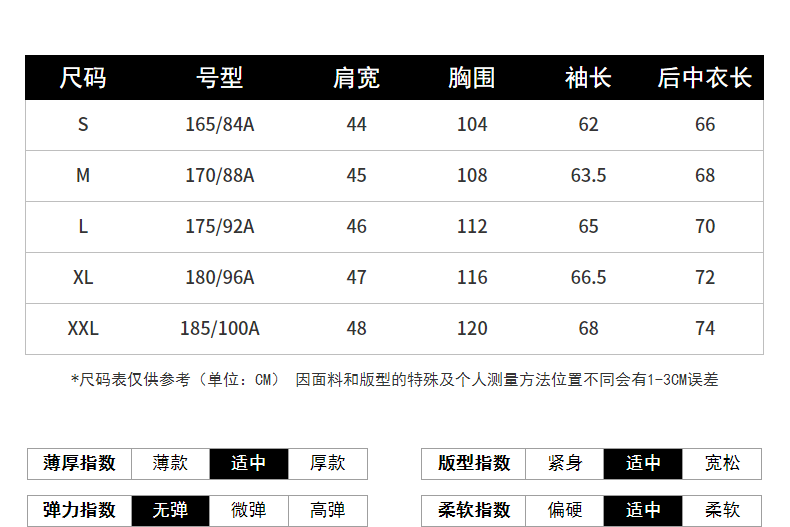 尺码 号型 肩宽 胸围 袖长 后中衣长
S 165/84A 44 104 62 66
M 170/88A 45 108 63.5 68
L 175/92A 46 112 65 70
XL 180/96A 47 116 66.5 72
XXL 185/100A 48 120 68 74
*尺码表仅供参考（单位：CM） 因面料和版型的特殊及个人测量方法位置不同会有1-3CM误差
薄厚指数 薄款 适中 厚款 版型指数 紧身 适中 宽松
弹力指数 无弹 微弹 高弹 柔软指数 偏硬 适中 柔软